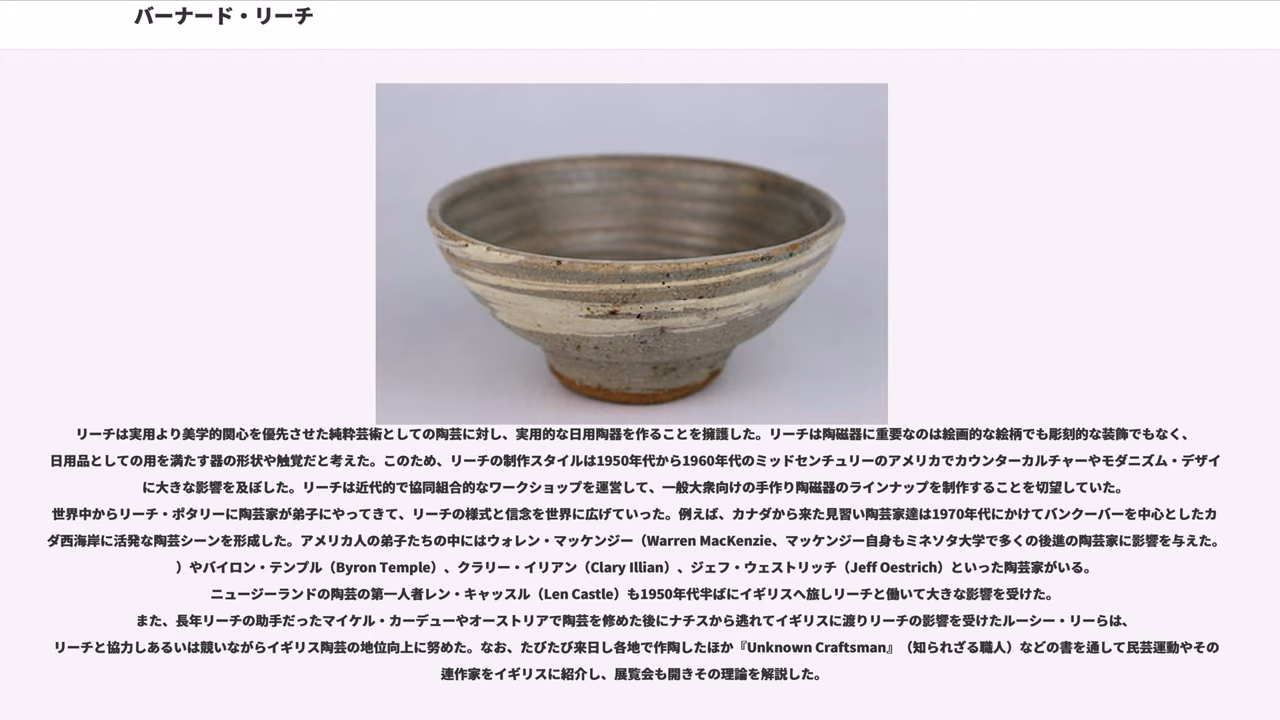 バーナード・リーチ
リーチは実用より美学的関心を優先させた純粋芸術としての陶芸に対し、実用的な日用陶器を作ることを擁護した。リーチは陶磁器に重要なのは絵画的な絵柄でも彫刻的な装飾でもなく、
日用品としての用を満たす器の形状や触覚だと考えた。このため、リーチの制作スタイルは1950年代から1960年代のミッドセンチュリーのアメリカでカウンターカルチャーやモダニズム・デザイ
に大きな影響を及ぼした。リーチは近代的で協同組合的なワークショップを運営して、一般大衆向けの手作り陶磁器のラインナップを制作することを切望していた。
世界中からリーチ・ポタリーに陶芸家が弟子にやってきて、リーチの様式と信念を世界に広げていった。例えば、カナダから来た見習い陶芸家達は1970年代にかけてバンクーバーを中心としたカ
ダ西海岸に活発な陶芸シーンを形成した。アメリカ人の弟子たちの中にはウォレン・マッケンジー（Warren MacKenzie、マッケンジー自身もミネソタ大学で多くの後進の陶芸家に影響を与えた。
）やバイロン・テンプル（Byron Temple）、クラリー・イリアン（Clary Illian）、ジェフ・ウェストリッチ（Jeff Oestrich）といった陶芸家がいる。
ニュージーランドの陶芸の第一人者レン・キャッスル（Len Castle）も1950年代半ばにイギリスへ旅しリーチと働いて大きな影響を受けた。
また、長年リーチの助手だったマイケル・カーデューやオーストリアで陶芸を修めた後にナチスから逃れてイギリスに渡りリーチの影響を受けたルーシー・リーらは、
リーチと協力しあるいは競いながらイギリス陶芸の地位向上に努めた。なお、たびたび来日し各地で作陶したほか『Unknown Craftsman』（知られざる職人）などの書を通して民芸運動やその
連作家をイギリスに紹介し、展覧会も開きその理論を解説した。